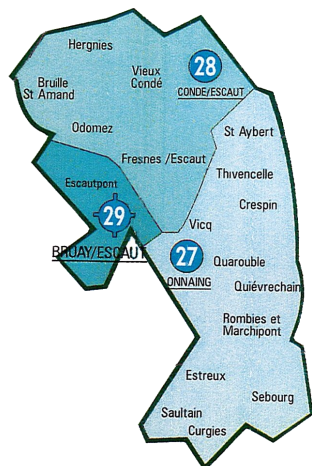 Hergnies
Vieux
Condé
28
CONDE/ESCAUT
Bruille
St Amand
Odomez
St Aybert
Fresnes /Escaut
Thivencelle
Escautpont
Crespin
29
Vicq
BRUAY/ESCAUT
27
Quarouble
ONNAING
Quiévrechain
Rombies et
Marchipont
Estreux
Sebourg
Saultain
Curgies